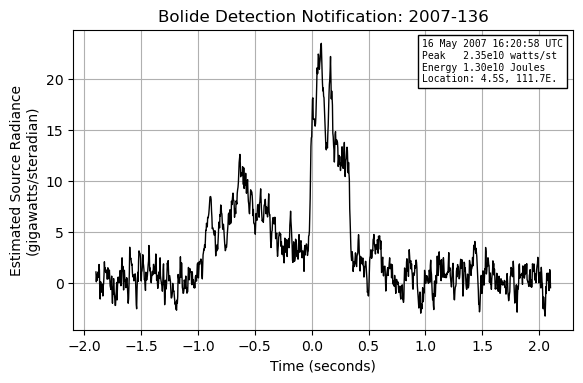 Bolide Detection Notification: 2007-136
16 May 2007 16:20:58 UTC
Peak   2.35e10 watts/st
Energy 1.30e10 Joules
Location: 4.5S, 111.7E.
Estimated Source Radiance
(gigawatts/steradian)
20
15
10
5
0
−2.0 −1.5 −1.0 −0.5 0.0 0.5 1.0 1.5 2.0
Time (seconds)